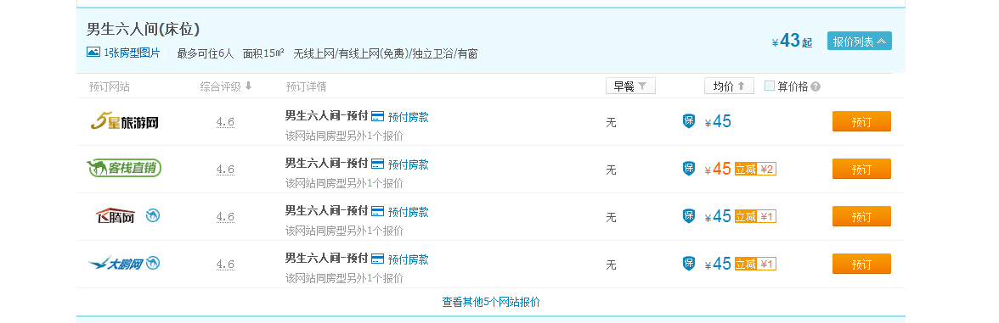 男生六人间(床位)
1张房型图片 最多可住6人 面积15㎡ 无线上网/有线上网(免费)/独立卫浴/有窗
¥43起 报价列表
预订网站 综合评级 预订详情 早餐 均价 算价格
5星旅游网 4.6 男生六人间-预付 预付房款 无 保 ¥45 预订
该网站同房型另外1个报价
客栈直销 4.6 男生六人间-预付 预付房款 无 保 ¥45 立减 ¥2 预订
该网站同房型另外1个报价
飞腾网 4.6 男生六人间-预付 预付房款 无 保 ¥45 立减 ¥1 预订
该网站同房型另外1个报价
大鹏网 4.6 男生六人间-预付 预付房款 无 保 ¥45 立减 ¥1 预订
该网站同房型另外1个报价
查看其他5个网站报价